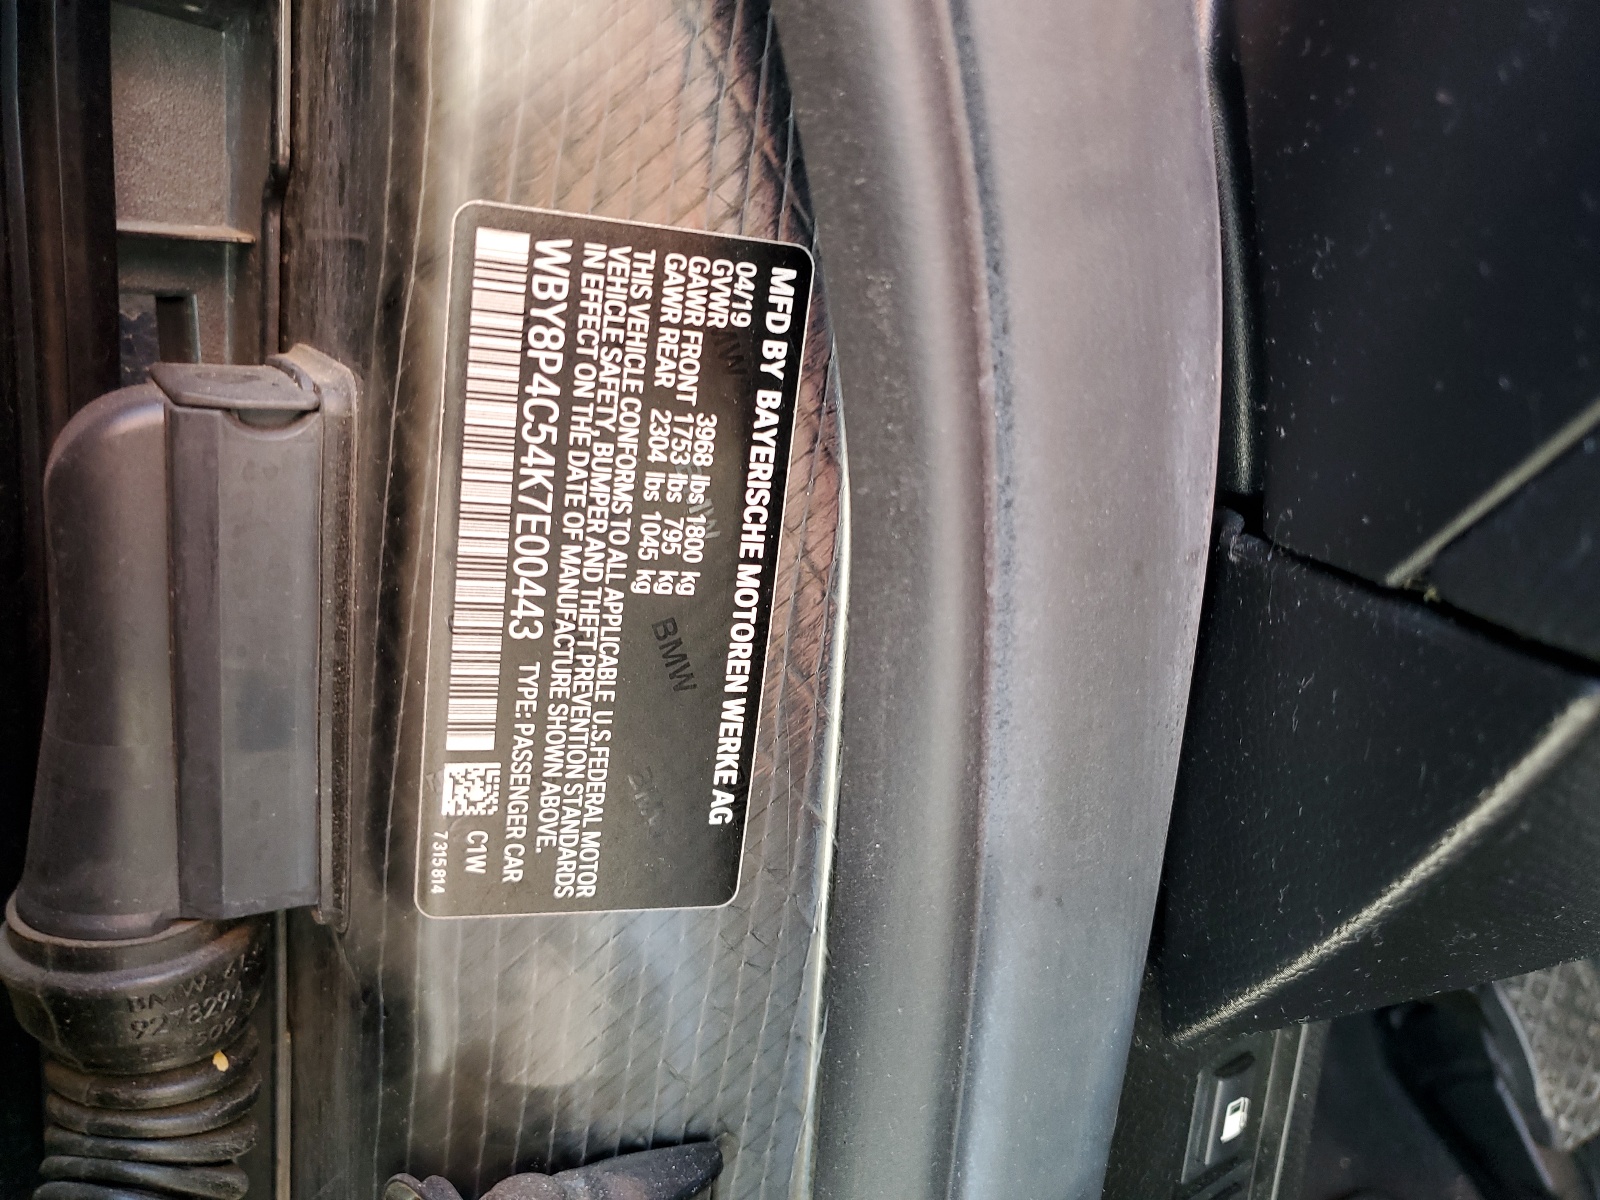 MFD BY BAYERISCHE MOTOREN WERKE AG
04/19
GVWR 3968 lbs 1800 kg
GAWR FRONT 1753 lbs 795 kg
GAWR REAR 2304 lbs 1045 kg
THIS VEHICLE CONFORMS TO ALL APPLICABLE U.S.FEDERAL MOTOR
VEHICLE SAFETY, BUMPER AND THEFT PREVENTION STANDARDS
IN EFFECT ON THE DATE OF MANUFACTURE SHOWN ABOVE.
WBY8P4C54K7E00443 TYPE: PASSENGER CAR
C1W
7315814
BMW
BMW